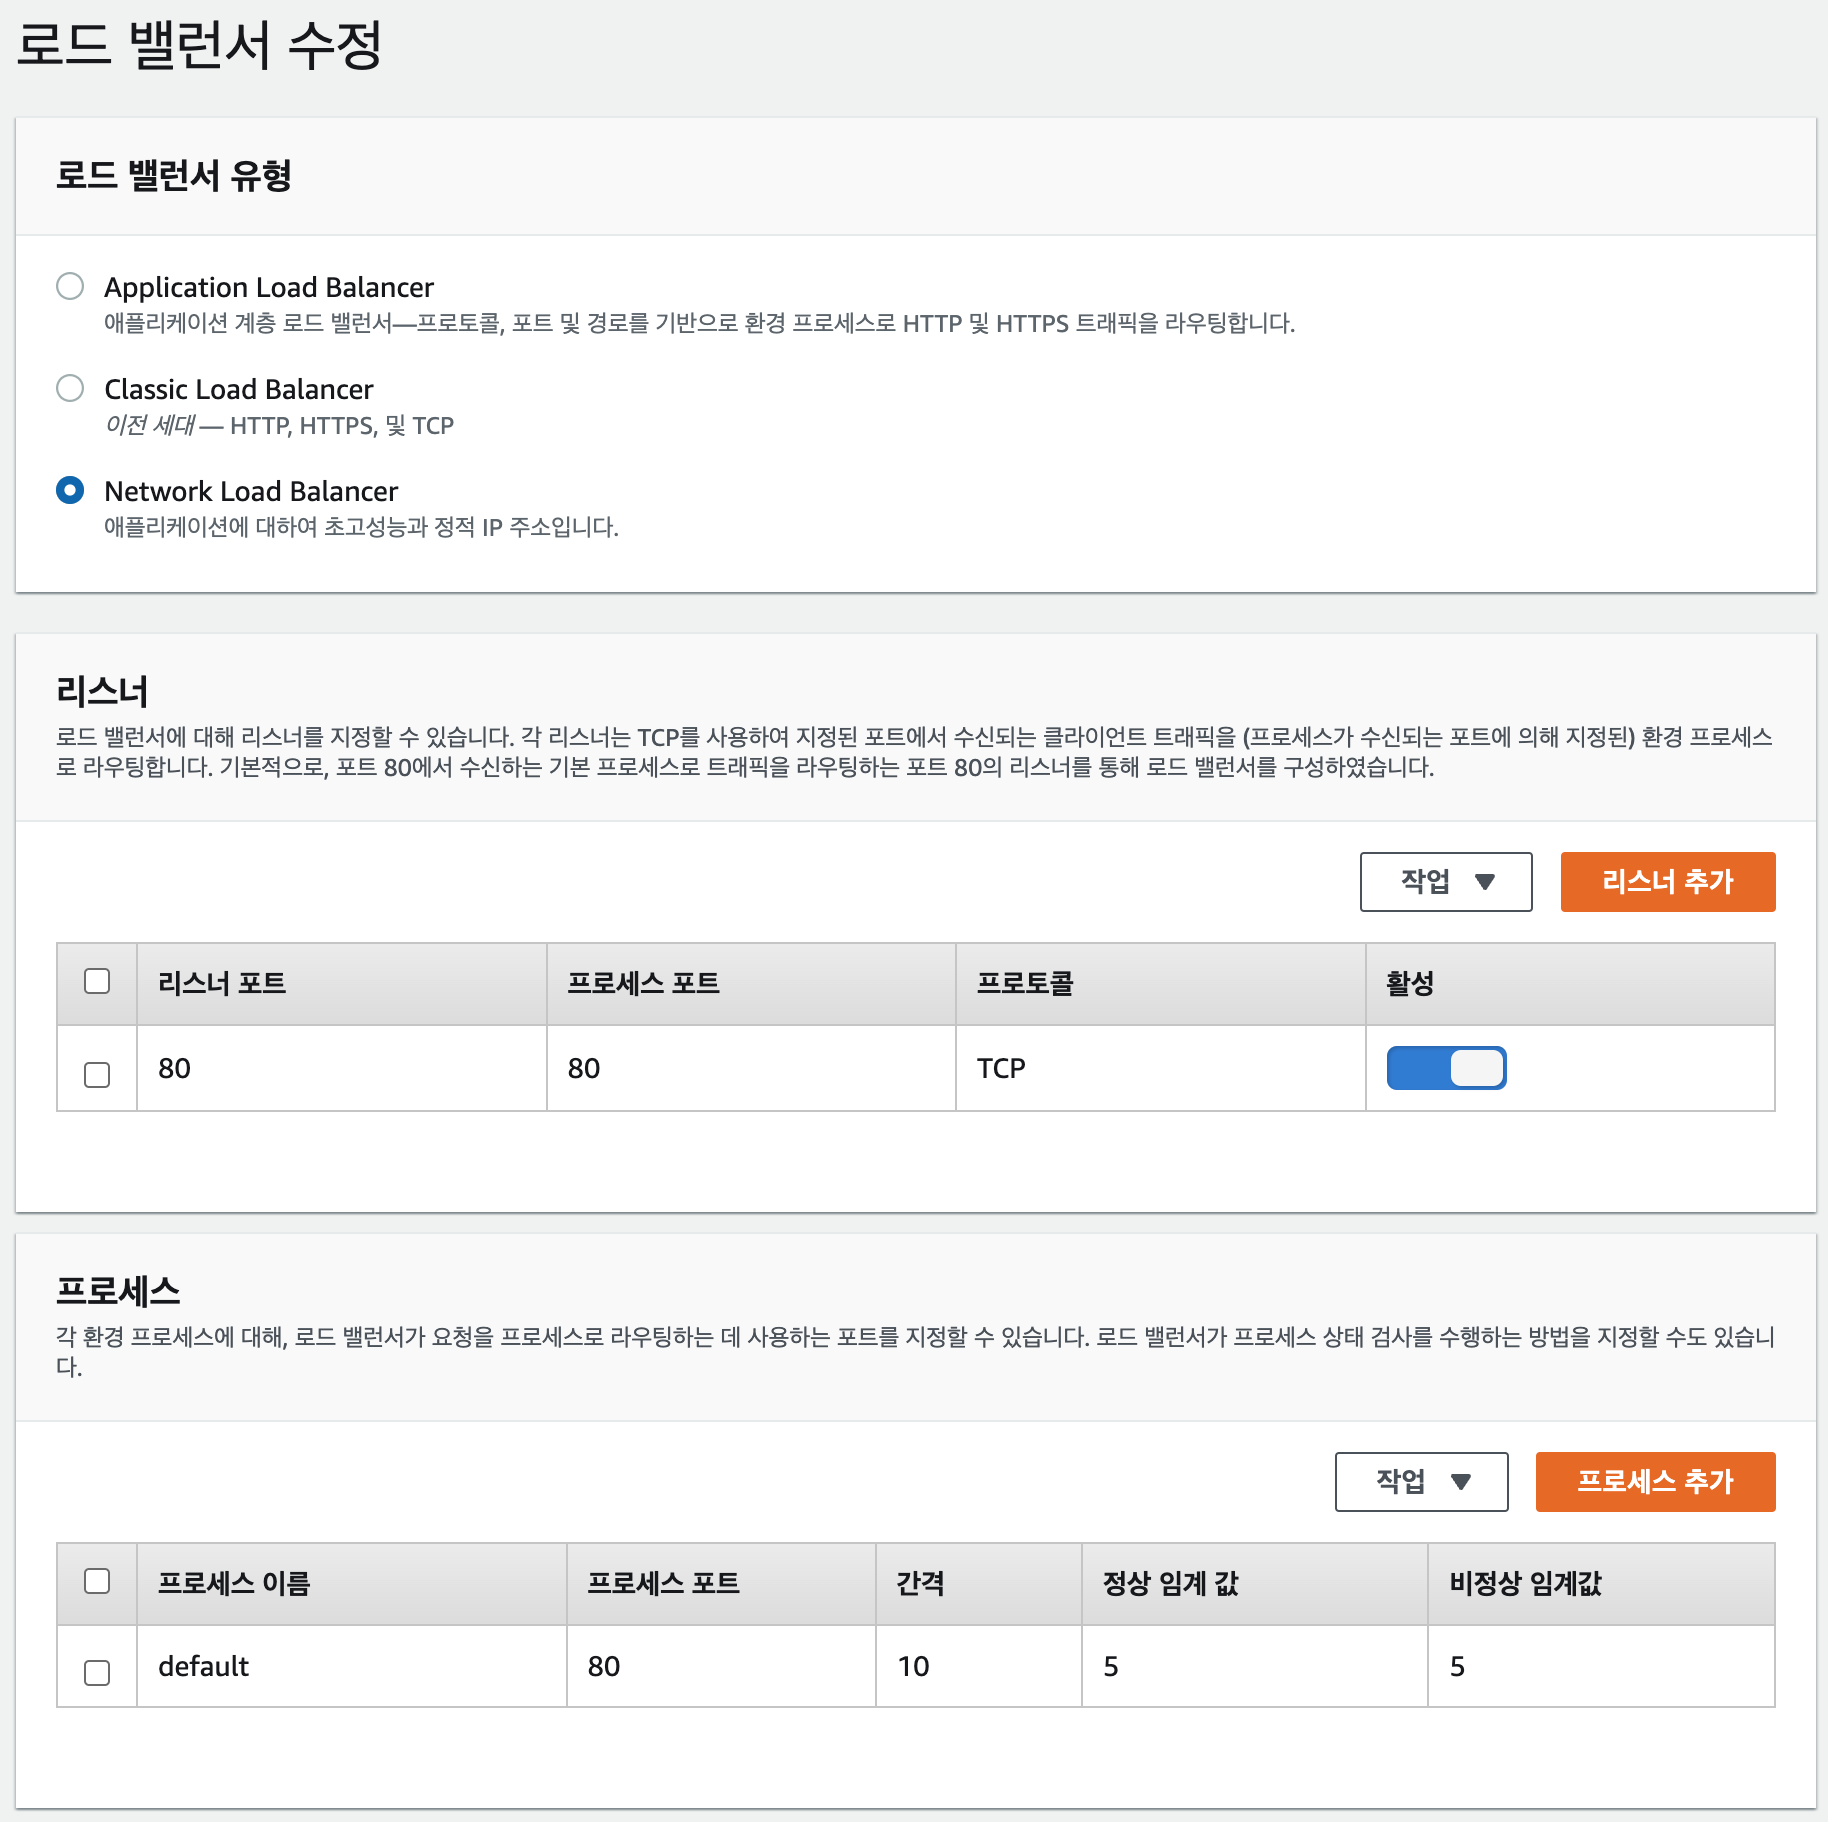 로드 밸런서 수정
로드 밸런서 유형
Application Load Balancer
애플리케이션 계층 로드 밸런서—프로토콜, 포트 및 경로를 기반으로 환경 프로세스로 HTTP 및 HTTPS 트래픽을 라우팅합니다.
Classic Load Balancer
이전 세대 — HTTP, HTTPS, 및 TCP
Network Load Balancer
애플리케이션에 대하여 초고성능과 정적 IP 주소입니다.
리스너
로드 밸런서에 대해 리스너를 지정할 수 있습니다. 각 리스너는 TCP를 사용하여 지정된 포트에서 수신되는 클라이언트 트래픽을 (프로세스가 수신되는 포트에 의해 지정된) 환경 프로세스
로 라우팅합니다. 기본적으로, 포트 80에서 수신하는 기본 프로세스로 트래픽을 라우팅하는 포트 80의 리스너를 통해 로드 밸런서를 구성하였습니다.
작업 ▼ 리스너 추가
리스너 포트 프로세스 포트 프로토콜 활성
80 80 TCP
프로세스
각 환경 프로세스에 대해, 로드 밸런서가 요청을 프로세스로 라우팅하는 데 사용하는 포트를 지정할 수 있습니다. 로드 밸런서가 프로세스 상태 검사를 수행하는 방법을 지정할 수도 있습니
다.
작업 ▼ 프로세스 추가
프로세스 이름 프로세스 포트 간격 정상 임계 값 비정상 임계값
default 80 10 5 5